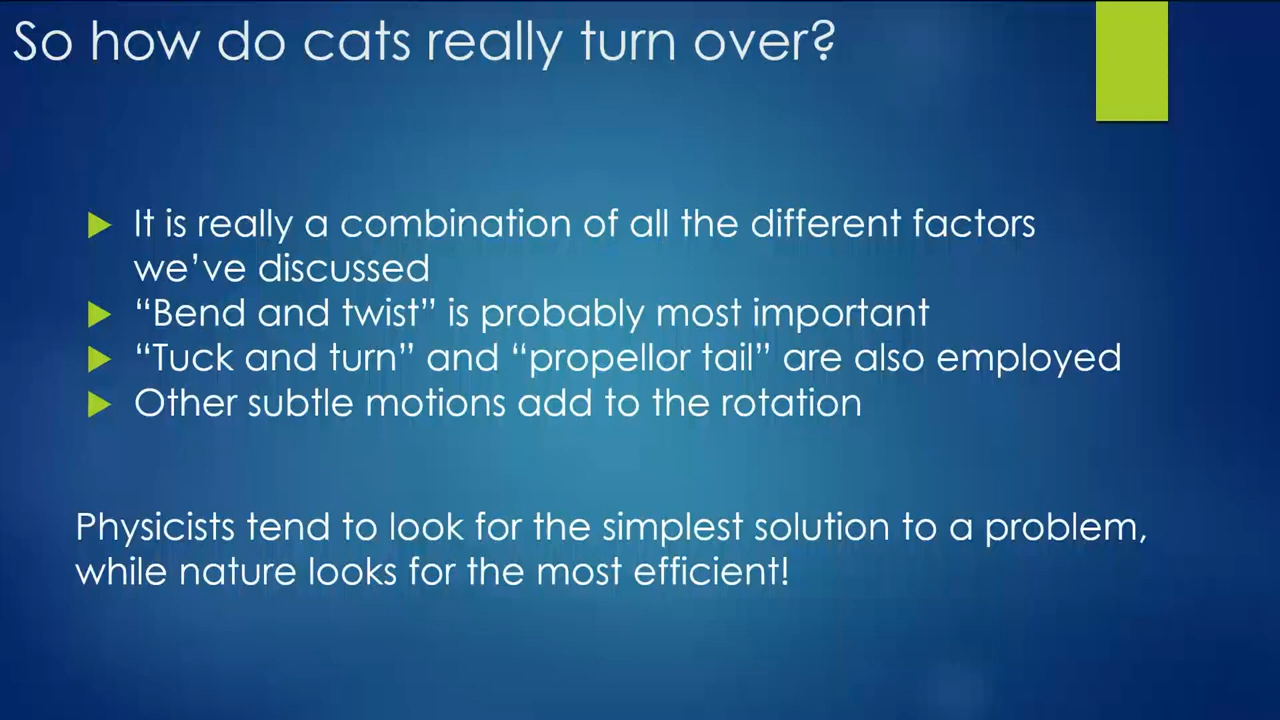 So how do cats really turn over?
It is really a combination of all the different factors
we’ve discussed
“Bend and twist” is probably most important
“Tuck and turn” and “propellor tail” are also employed
Other subtle motions add to the rotation
Physicists tend to look for the simplest solution to a problem,
while nature looks for the most efficient!